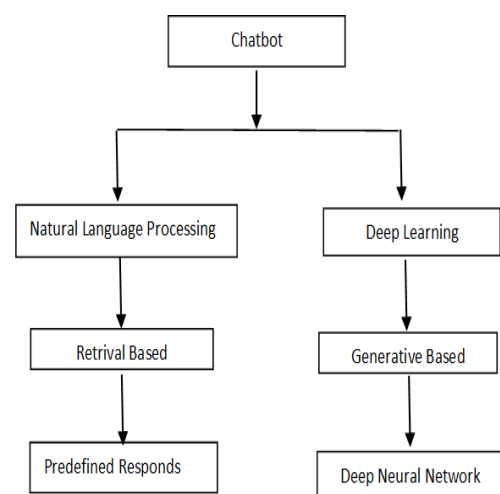 Chatbot
Natural Language Processing
Deep Learning
Retrival Based
Generative Based
Predefined Responds
Deep Neural Network